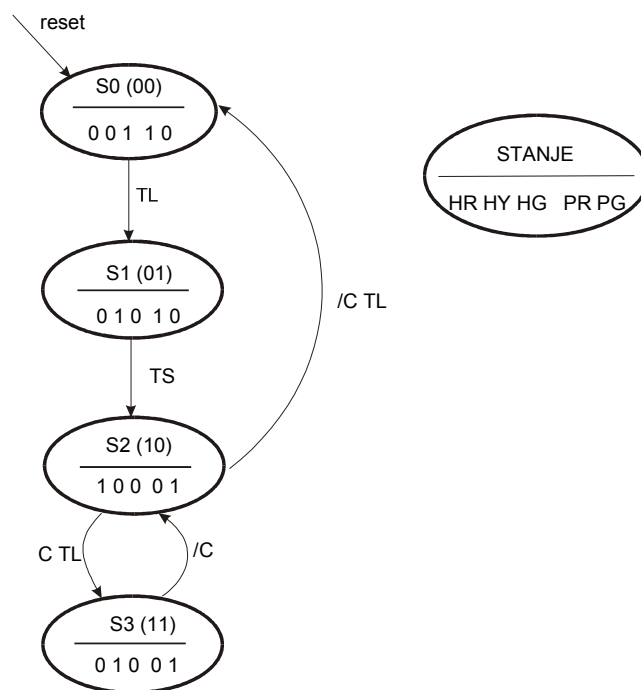 reset
S0 (00)
0 0 1 1 0
TL
S1 (01)
0 1 0 1 0
TS
S2 (10)
1 0 0 0 1
C TL
/C
S3 (11)
0 1 0 0 1
/C TL
STANJE
HR HY HG PR PG